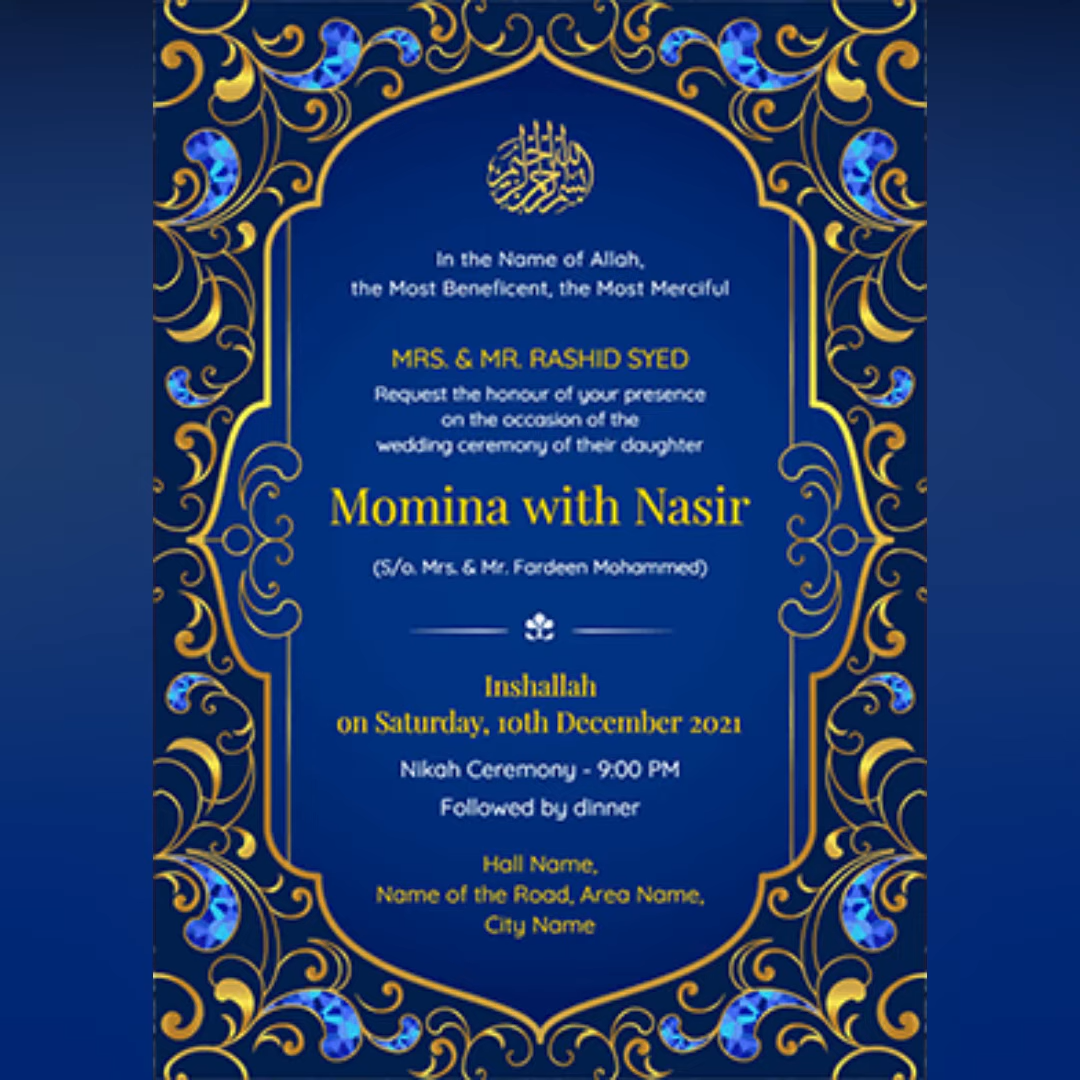 بسم الله الرحمن الرحيم
In the Name of Allah,
the Most Beneficent, the Most Merciful
MRS. & MR. RASHID SYED
Request the honour of your presence
on the occasion of the
wedding ceremony of their daughter
Momina with Nasir
(S/o. Mrs. & Mr. Fardeen Mohammed)
Inshallah
on Saturday, 10th December 2021
Nikah Ceremony - 9:00 PM
Followed by dinner
Hall Name,
Name of the Road, Area Name,
City Name